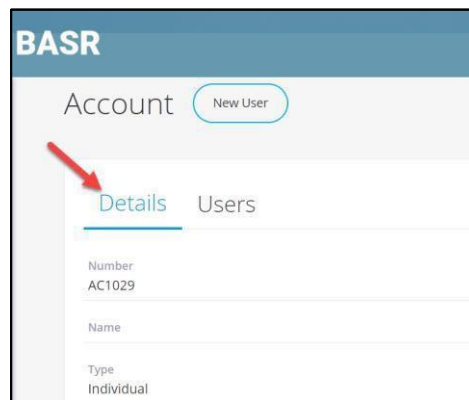 BASR
Account New User
Details Users
Number
AC1029
Name
Type
Individual